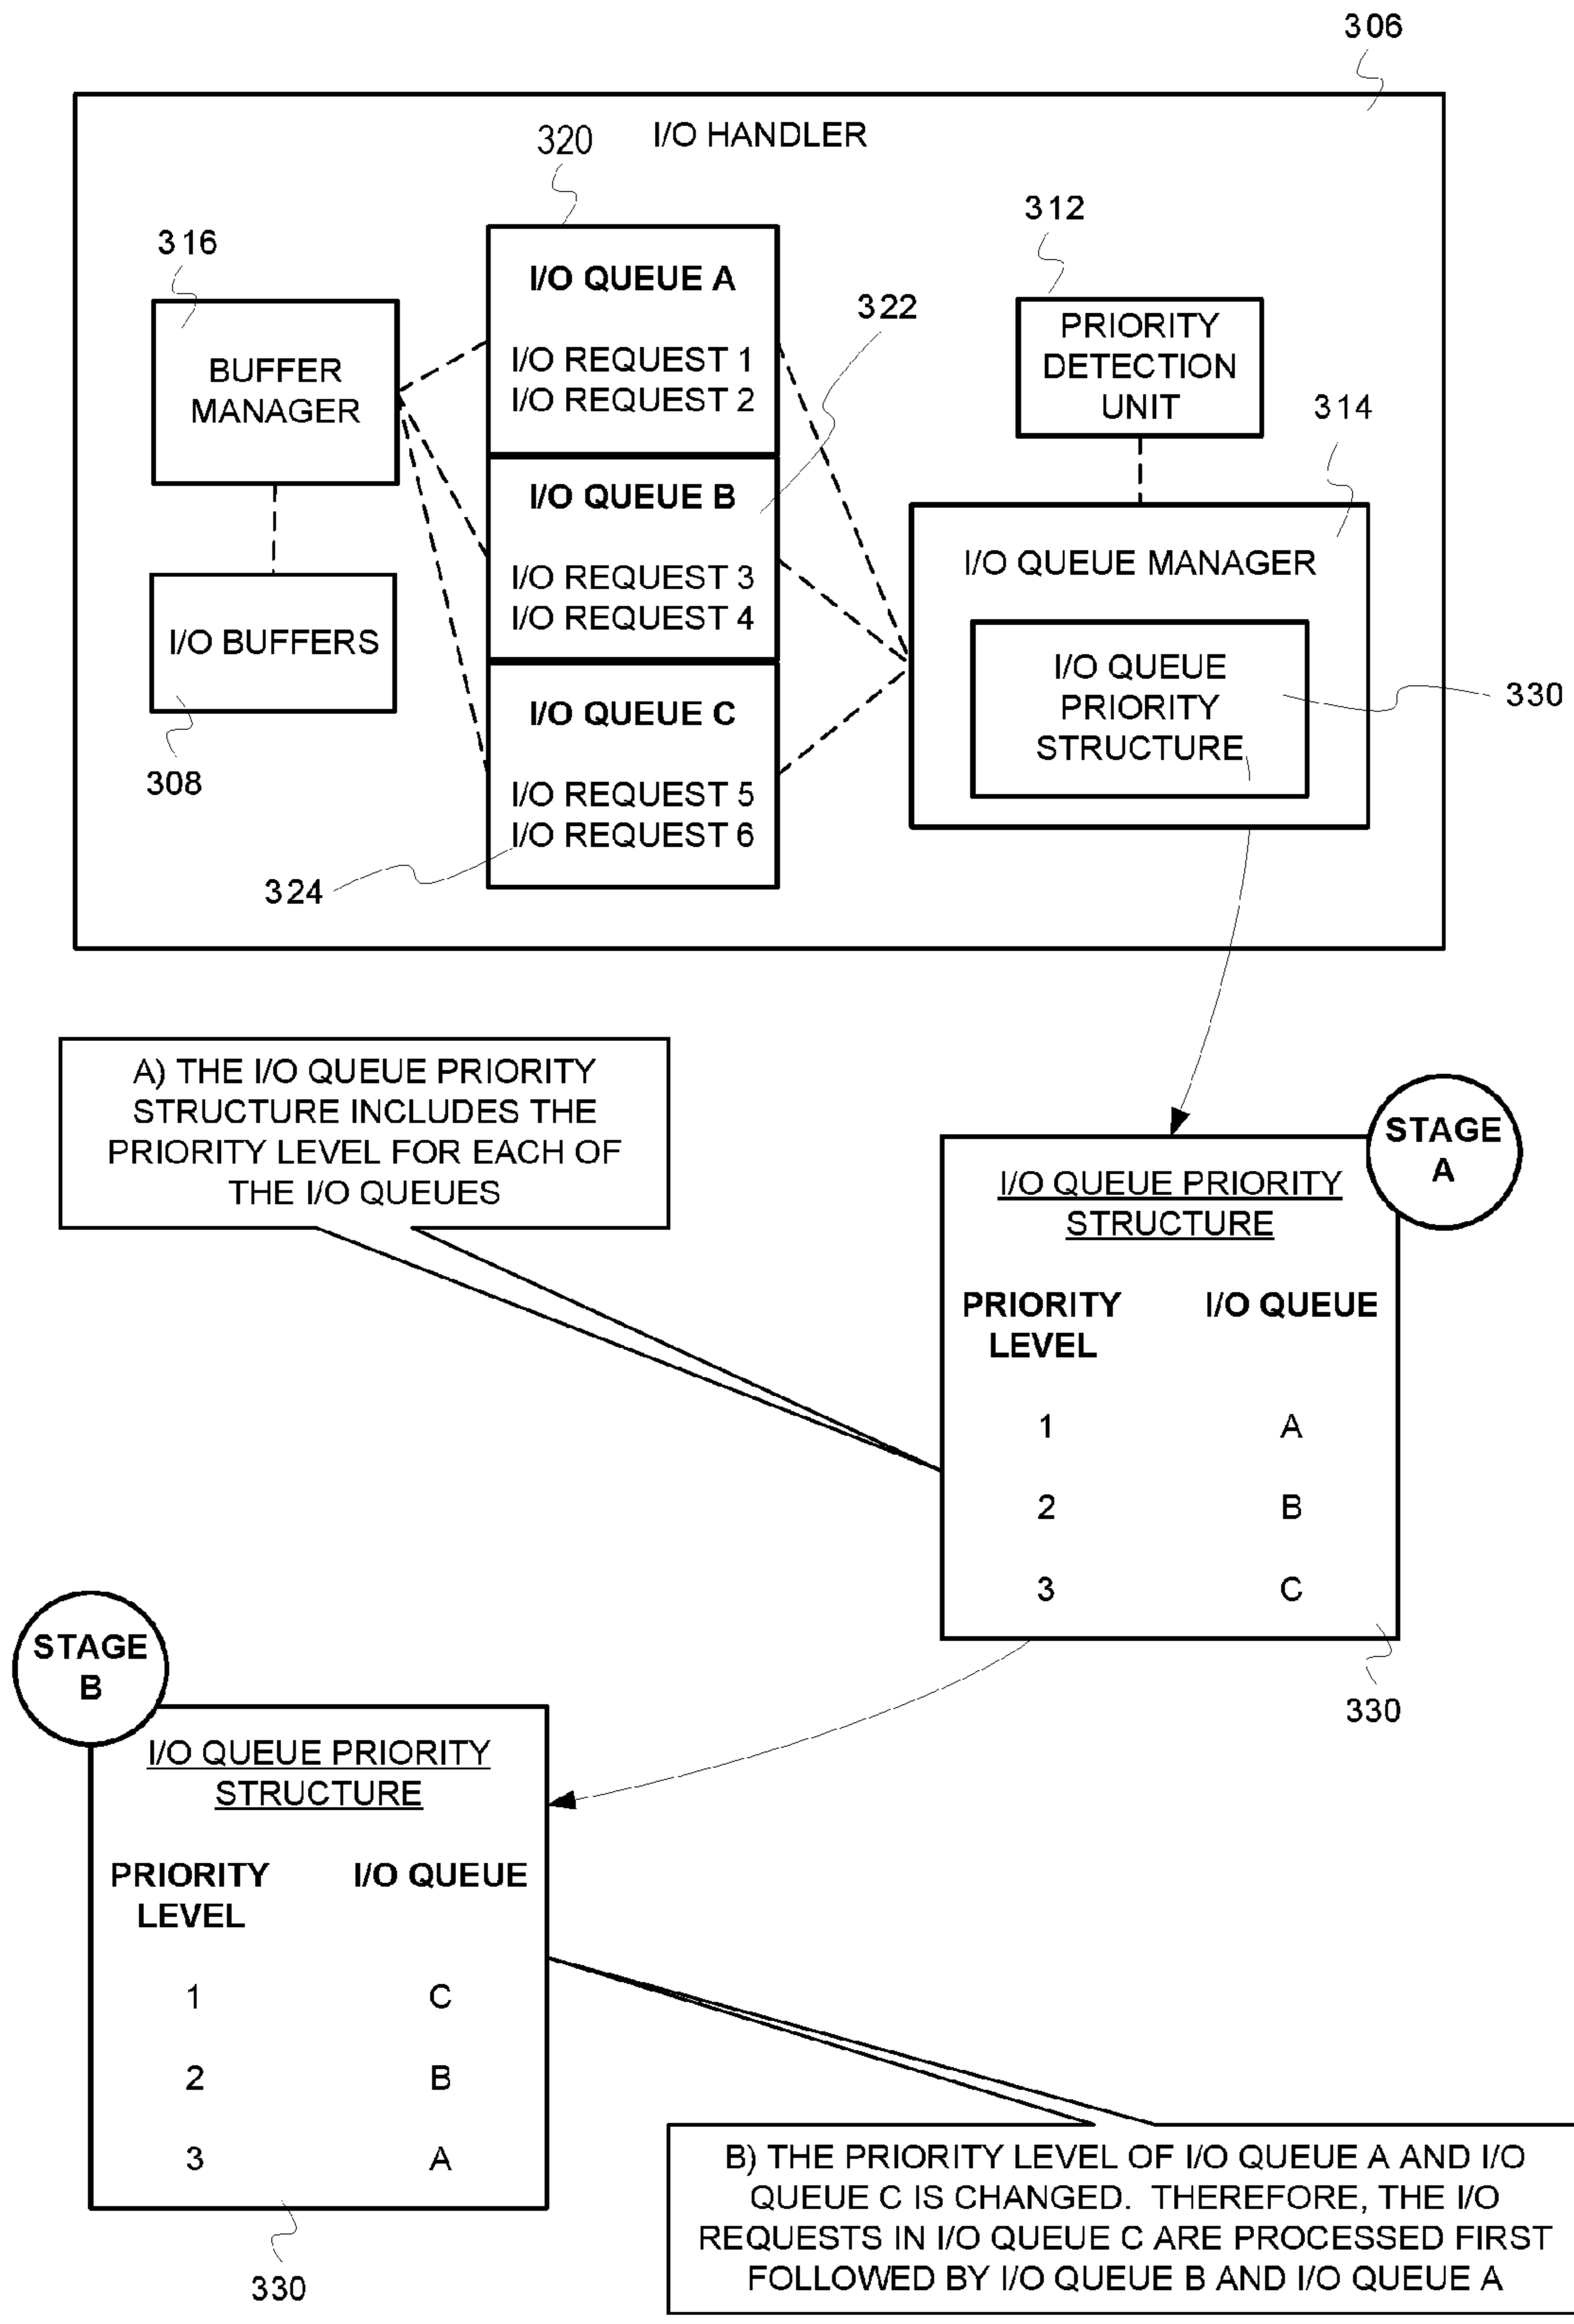 306
I/O HANDLER
320
312
316
I/O QUEUE A
I/O REQUEST 1
I/O REQUEST 2
322
PRIORITY
DETECTION
UNIT
BUFFER
MANAGER
314
I/O QUEUE B
I/O REQUEST 3
I/O REQUEST 4
I/O QUEUE MANAGER
I/O BUFFERS
I/O QUEUE
PRIORITY
STRUCTURE
330
308
I/O QUEUE C
I/O REQUEST 5
I/O REQUEST 6
324
A) THE I/O QUEUE PRIORITY
STRUCTURE INCLUDES THE
PRIORITY LEVEL FOR EACH OF
THE I/O QUEUES
STAGE
A
I/O QUEUE PRIORITY
STRUCTURE
PRIORITY LEVEL I/O QUEUE
1 A
2 B
3 C
330
STAGE
B
I/O QUEUE PRIORITY
STRUCTURE
PRIORITY LEVEL I/O QUEUE
1 C
2 B
3 A
330
B) THE PRIORITY LEVEL OF I/O QUEUE A AND I/O
QUEUE C IS CHANGED. THEREFORE, THE I/O
REQUESTS IN I/O QUEUE C ARE PROCESSED FIRST
FOLLOWED BY I/O QUEUE B AND I/O QUEUE A